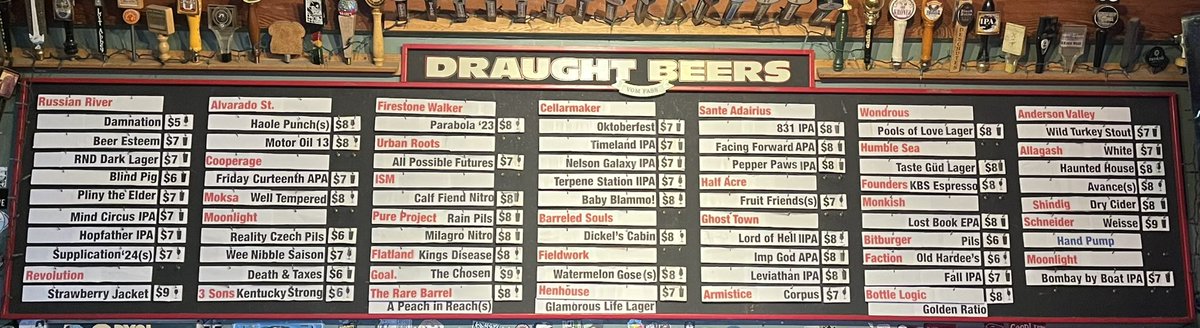 DRAUGHT BEERS
VGM FABS
Russian River
Damnation $5
Beer Esteem $7
RND Dark Lager $7
Blind Pig $6
Pliny the Elder $7
Mind Circus IPA $7
Hopfather IPA $7
Supplication‘24(s) $7
Revolution
Strawberry Jacket $9
Alvarado St.
Haole Punch(s) $8
Motor Oil 13 $8
Cooperage
Friday Curteenth APA $7
Moksa Well Tempered $8
Moonlight
Reality Czech Pils $6
Wee Nibble Saison $7
Death & Taxes $6
3 Sons Kentucky Strong $6
Firestone Walker
Parabola ‘23 $8
Urban Roots
All Possible Futures $7
ISM
Calf Fiend Nitro $8
Pure Project Rain Pils $8
Milagro Nitro $8
Flatland Kings Disease $8
Goal. The Chosen $9
The Rare Barrel $8
A Peach in Reach(s)
Cellarmaker
Oktoberfest $7
Timeland IPA $7
Nelson Galaxy IPA $7
Terpene Station IIPA $7
Baby Blammo! $8
Barreled Souls
Dickel's Cabin $8
Fieldwork
Watermelon Gose(s) $8
Henhouse $7
Glamorous Life Lager
Sante Adairius
831 IPA $8
Facing Forward APA $8
Pepper Paws IPA $8
Half Acre
Fruit Friends(s) $7
Ghost Town
Lord of Hell IIPA $8
Imp God APA $8
Leviathan IPA $8
Armistice Corpus $7
Wondrous
Pools of Love Lager $8
Humble Sea
Taste Güd Lager $8
Founders KBS Espresso $8
Monkish
Lost Book EPA $8
Bitburger Pils $6
Faction Old Hardee's $6
Fall IPA $7
Bottle Logic $8
Golden Ratio
Anderson Valley
Wild Turkey Stout $7
Allagash White $7
Haunted House $8
Avance(s) $8
Shindig Dry Cider $8
Schneider Weisse $9
Hand Pump
Moonlight
Bombay by Boat IPA $7